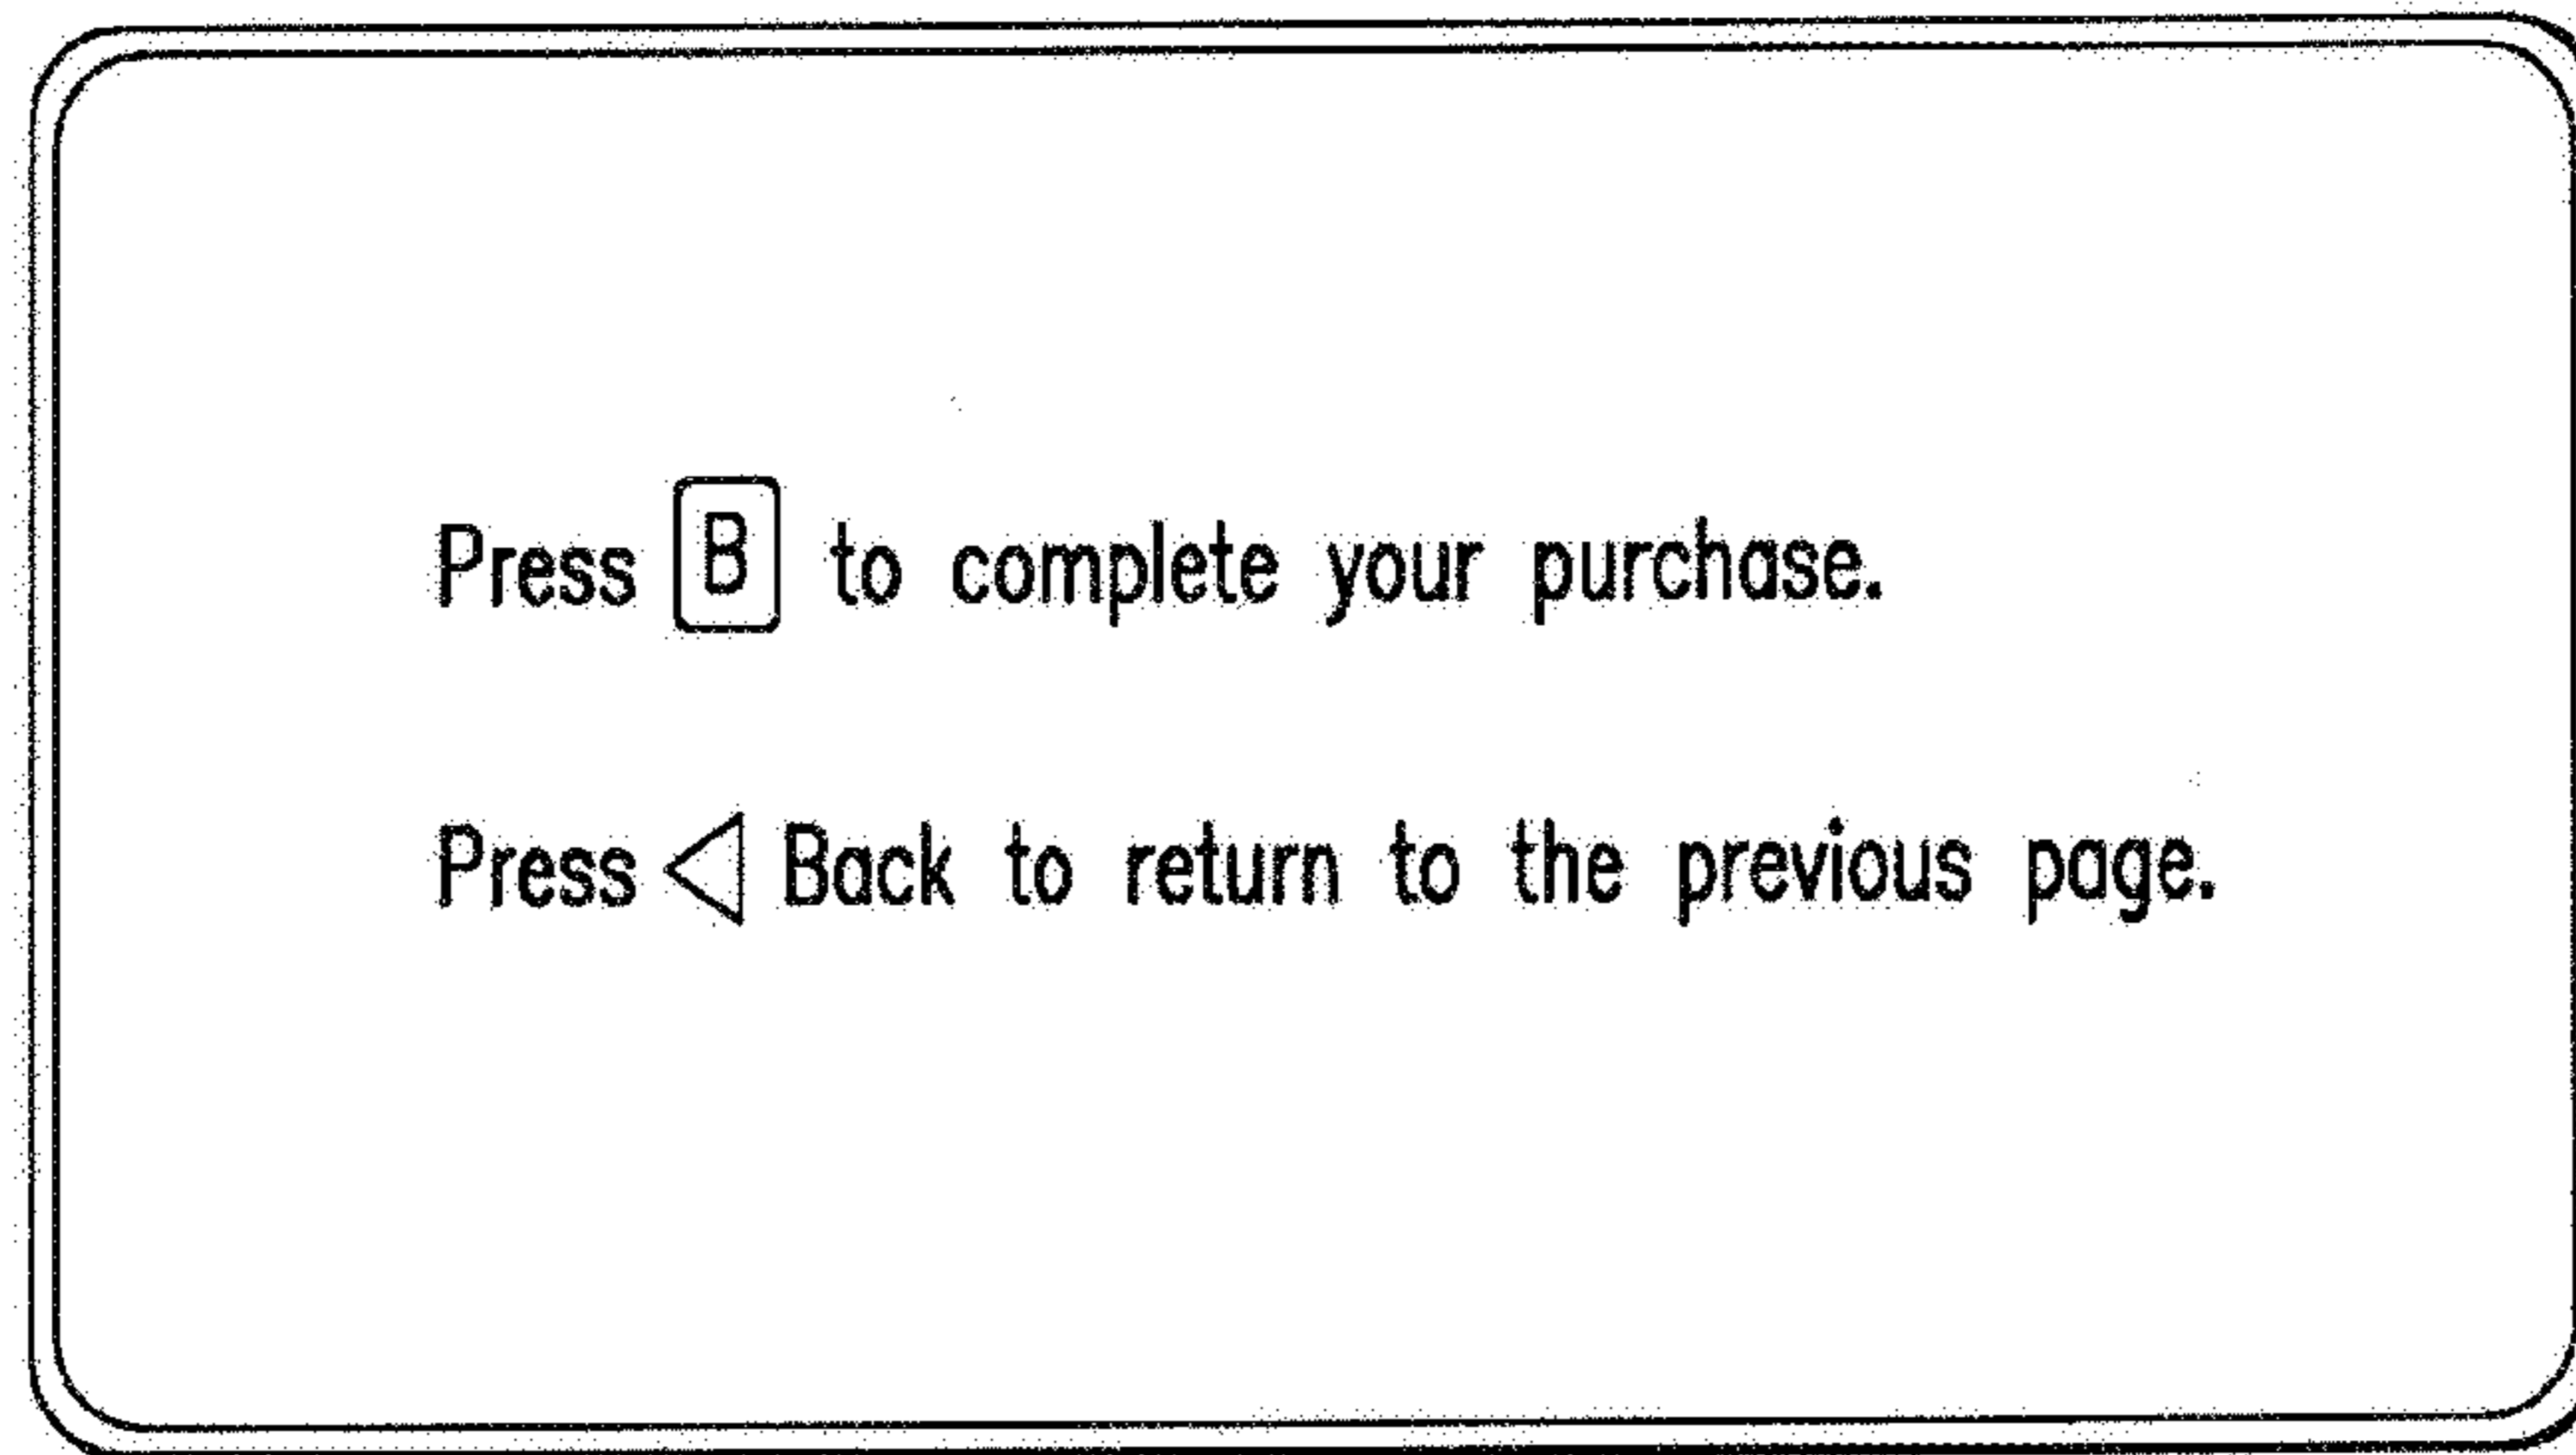 Press B to complete your purchase.
Press ◁ Back to return to the previous page.